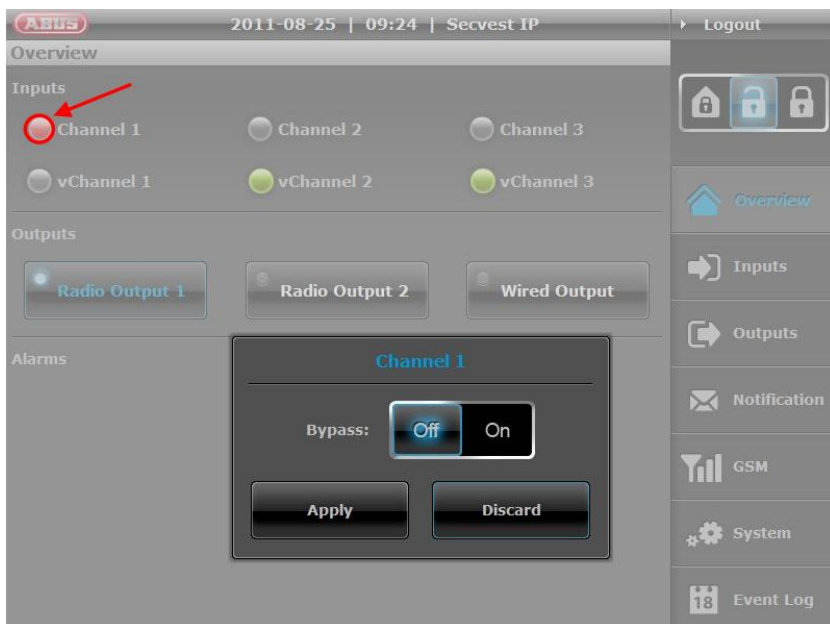 ABUS 2011-08-25 | 09:24 | Secvest IP Logout
Overview
Inputs
Channel 1 Channel 2 Channel 3
vChannel 1 vChannel 2 vChannel 3
Outputs
Radio Output 1 Radio Output 2 Wired Output
Alarms
Channel 1
Bypass: Off On
Apply Discard
Overview
Inputs
Outputs
Notification
GSM
System
18 Event Log